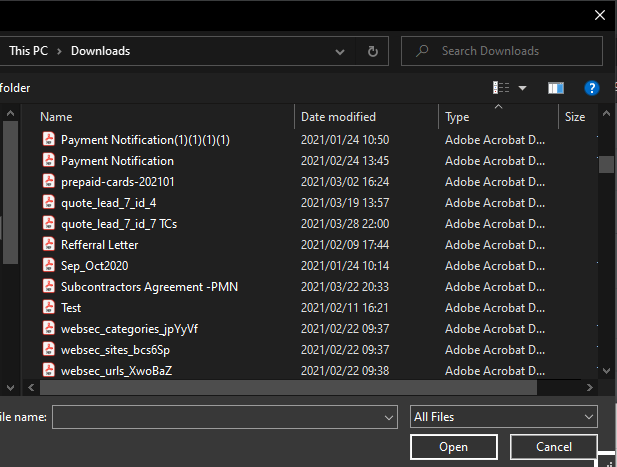 This PC > Downloads
Search Downloads
folder
Name Date modified Type Size
Payment Notification(1)(1)(1)(1) 2021/01/24 10:50 Adobe Acrobat D...
Payment Notification 2021/02/24 13:45 Adobe Acrobat D...
prepaid-cards-202101 2021/03/02 16:24 Adobe Acrobat D...
quote_lead_7_id_4 2021/03/19 13:57 Adobe Acrobat D...
quote_lead_7_id_7 TCs 2021/03/28 22:00 Adobe Acrobat D...
Refferral Letter 2021/02/09 17:44 Adobe Acrobat D...
Sep_Oct2020 2021/01/24 10:14 Adobe Acrobat D...
Subcontractors Agreement -PMN 2021/03/22 20:33 Adobe Acrobat D...
Test 2021/02/11 16:21 Adobe Acrobat D...
websec_categories_jpYyVf 2021/02/22 09:37 Adobe Acrobat D...
websec_sites_bcs6Sp 2021/02/22 09:37 Adobe Acrobat D...
websec_urls_XwoBaZ 2021/02/22 09:38 Adobe Acrobat D...
ile name: All Files
Open Cancel